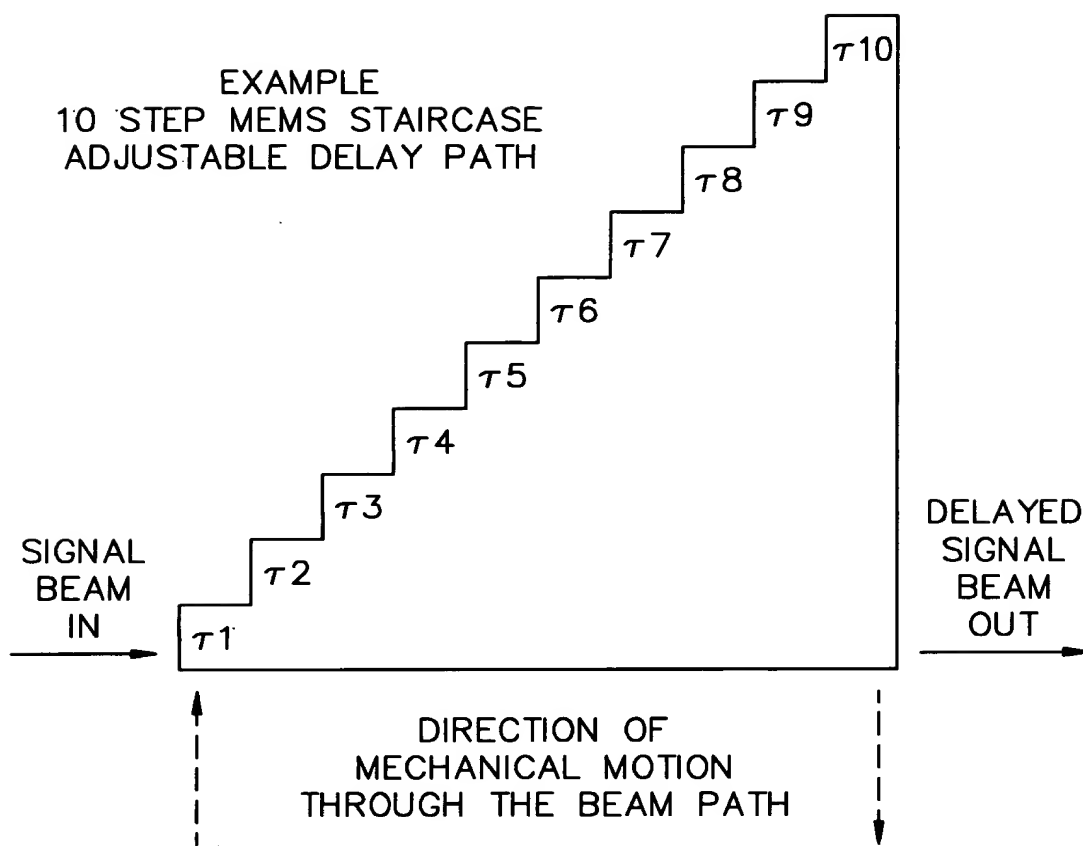 EXAMPLE
10 STEP MEMS STAIRCASE
ADJUSTABLE DELAY PATH
τ10
τ9
τ8
τ7
τ6
τ5
τ4
τ3
τ2
τ1
SIGNAL
BEAM
IN
DELAYED
SIGNAL
BEAM
OUT
DIRECTION OF
MECHANICAL MOTION
THROUGH THE BEAM PATH